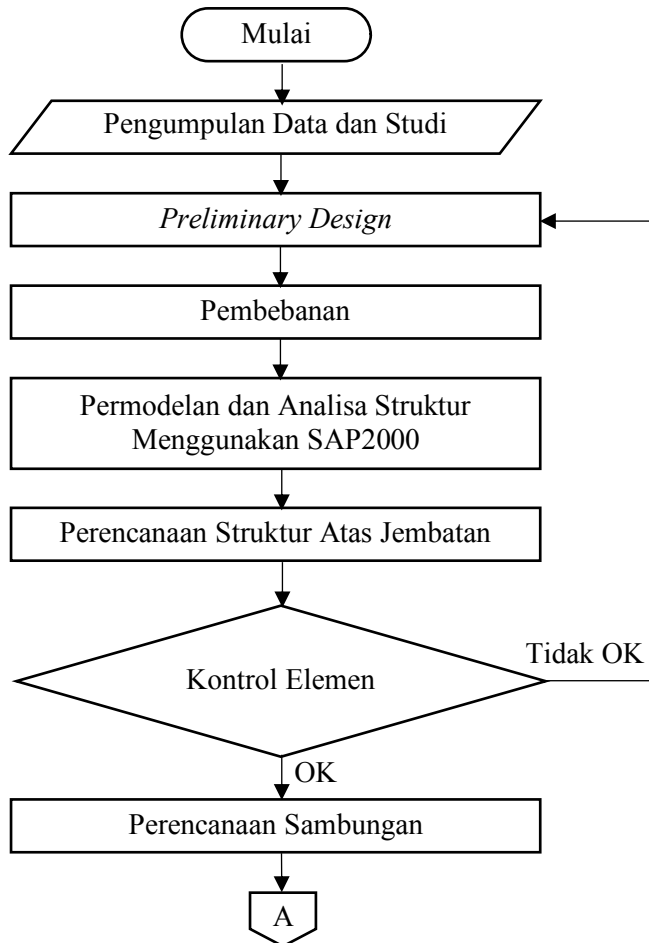 Mulai
Pengumpulan Data dan Studi
Preliminary Design
Pembebanan
Permodelan dan Analisa Struktur
Menggunakan SAP2000
Perencanaan Struktur Atas Jembatan
Kontrol Elemen
Tidak OK
OK
Perencanaan Sambungan
A